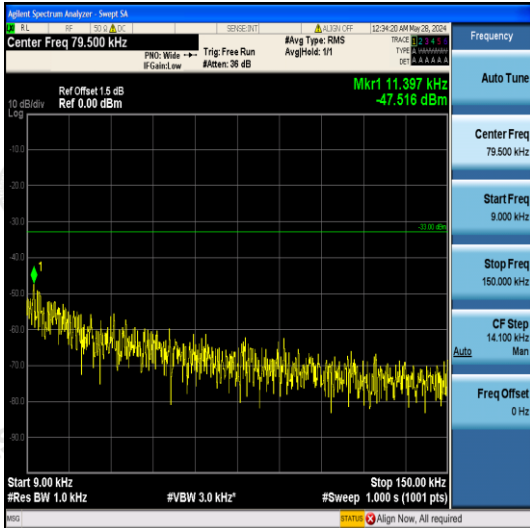 Agilent Spectrum Analyzer - Swept SA
RL RF 50 Ω DC SENSE:INT ALIGN OFF 12:34:20 AM May 28, 2024
Center Freq 79.500 kHz
PNO: Wide
IFGain:Low
Trig: Free Run
#Atten: 36 dB
#Avg Type: RMS
Avg|Hold: 1/1
TRACE 1 2 3 4 5 6
TYPE
DET A A A A A A
Frequency
Mkr1 11.397 kHz
-47.516 dBm
Ref Offset 1.5 dB
Ref 0.00 dBm
10 dB/div
Log
-10.0
-20.0
-30.0
-40.0
-50.0
-60.0
-70.0
-80.0
-90.0
-33.00 dBm
1
Start 9.00 kHz
Stop 150.00 kHz
#Res BW 1.0 kHz
#VBW 3.0 kHz*
#Sweep 1.000 s (1001 pts)
MSG
STATUS Align Now, All required
Auto Tune
Center Freq
79.500 kHz
Start Freq
9.000 kHz
Stop Freq
150.000 kHz
CF Step
14.100 kHz
Auto Man
Freq Offset
0 Hz